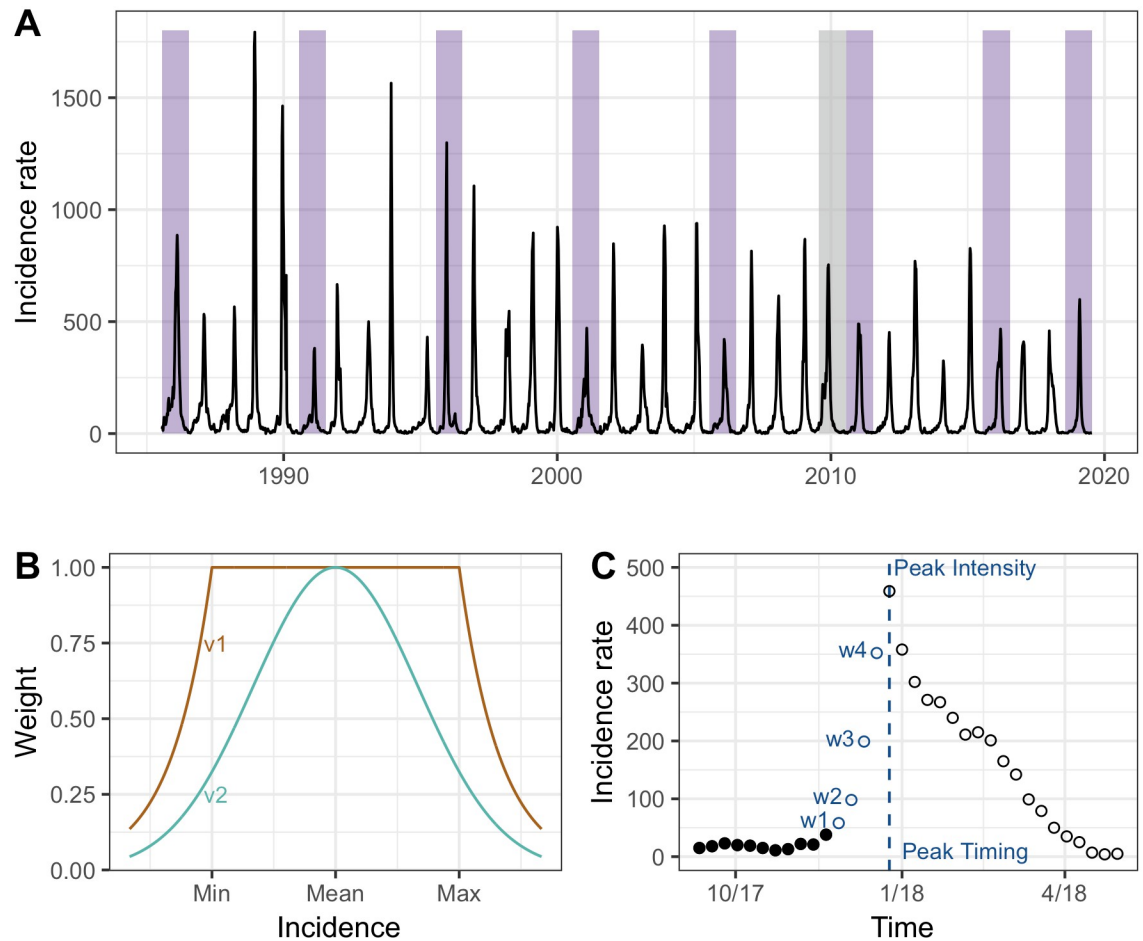 A
Incidence rate
1500
1000
500
0
1990
2000
2010
2020
B
Weight
1.00
0.75
0.50
0.25
0.00
v1
v2
Min
Mean
Max
Incidence
C
Incidence rate
500
400
300
200
100
0
Peak Intensity
w4
w3
w2
w1
Peak Timing
10/17
1/18
4/18
Time